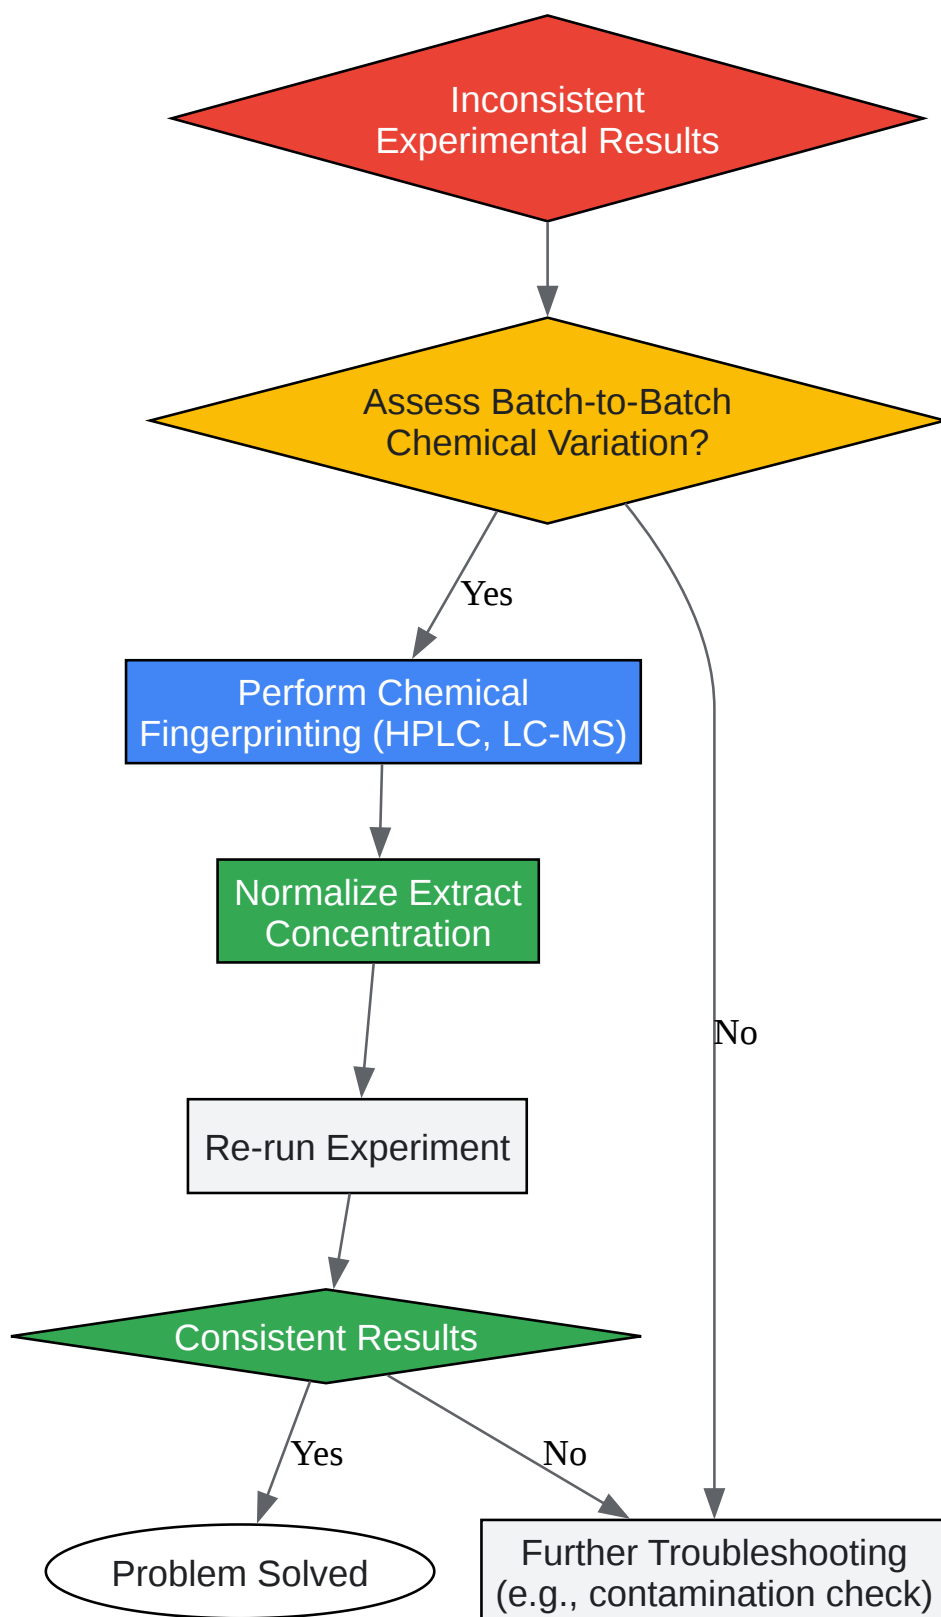 Inconsistent
Experimental Results
Assess Batch-to-Batch
Chemical Variation?
Yes
Perform Chemical
Fingerprinting (HPLC, LC-MS)
Normalize Extract
Concentration
No
Re-run Experiment
Consistent Results
Yes
No
Problem Solved
Further Troubleshooting
(e.g., contamination check)